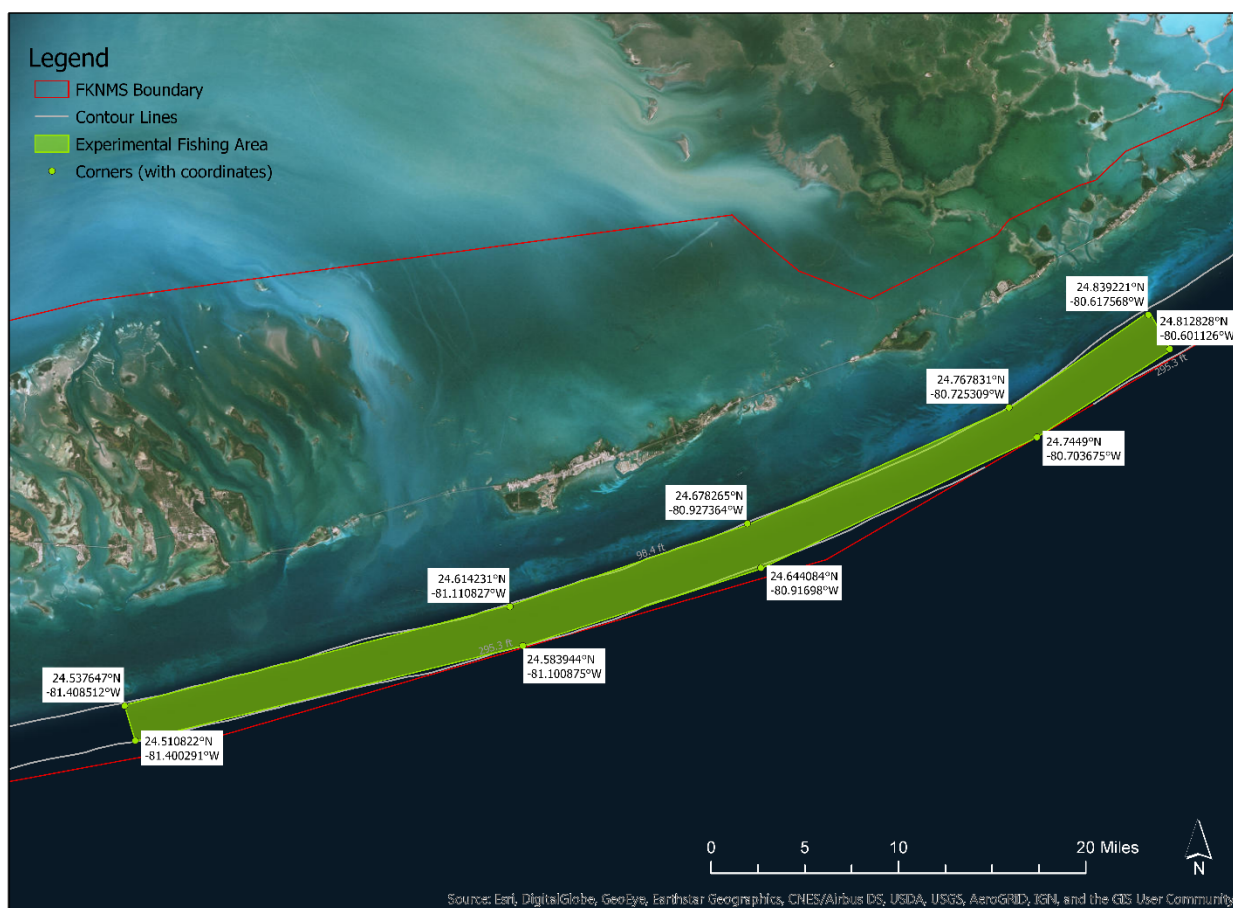 Legend
FKNMS Boundary
Contour Lines
Experimental Fishing Area
Corners (with coordinates)
24.839221°N
-80.617568°W
24.812828°N
-80.601126°W
295.3 ft
24.767831°N
-80.725309°W
24.7449°N
-80.703675°W
24.678265°N
-80.927364°W
98.4 ft
24.644084°N
-80.91698°W
24.614231°N
-81.110827°W
295.3 ft
24.583944°N
-81.100875°W
24.537647°N
-81.408512°W
24.510822°N
-81.400291°W
0 5 10 20 Miles
N
Source: Esri, DigitalGlobe, GeoEye, Earthstar Geographics, CNES/Airbus DS, USDA, USGS, AeroGRID, IGN, and the GIS User Community